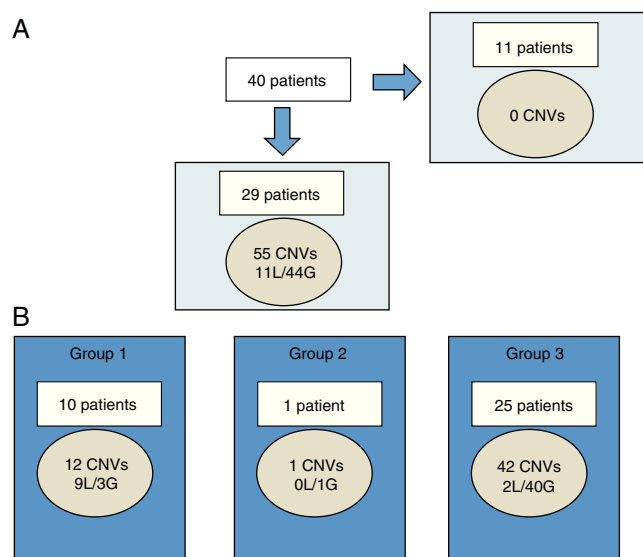 A
40 patients
11 patients
0 CNVs
29 patients
55 CNVs
11L/44G
B
Group 1
10 patients
12 CNVs
9L/3G
Group 2
1 patient
1 CNVs
0L/1G
Group 3
25 patients
42 CNVs
2L/40G